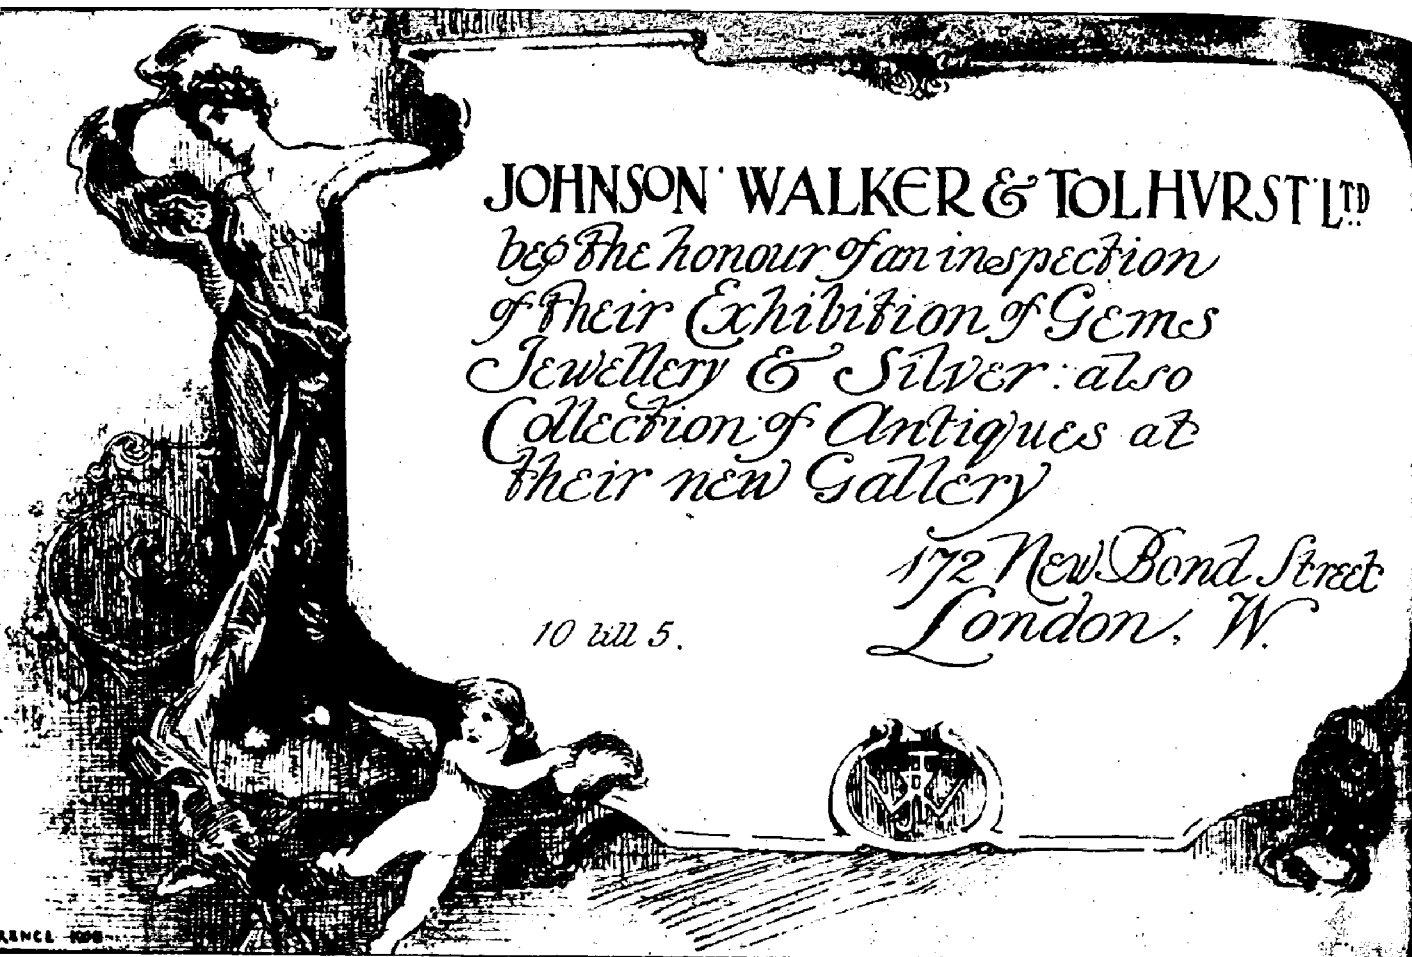 JOHNSON · WALKER & TOLHVRST · LTD
beg the honour of an inspection
of their Exhibition of Gems
Jewellery & Silver : also
Collection of Antiques at
their new Gallery
172 New Bond Street
London, W.
10 till 5.